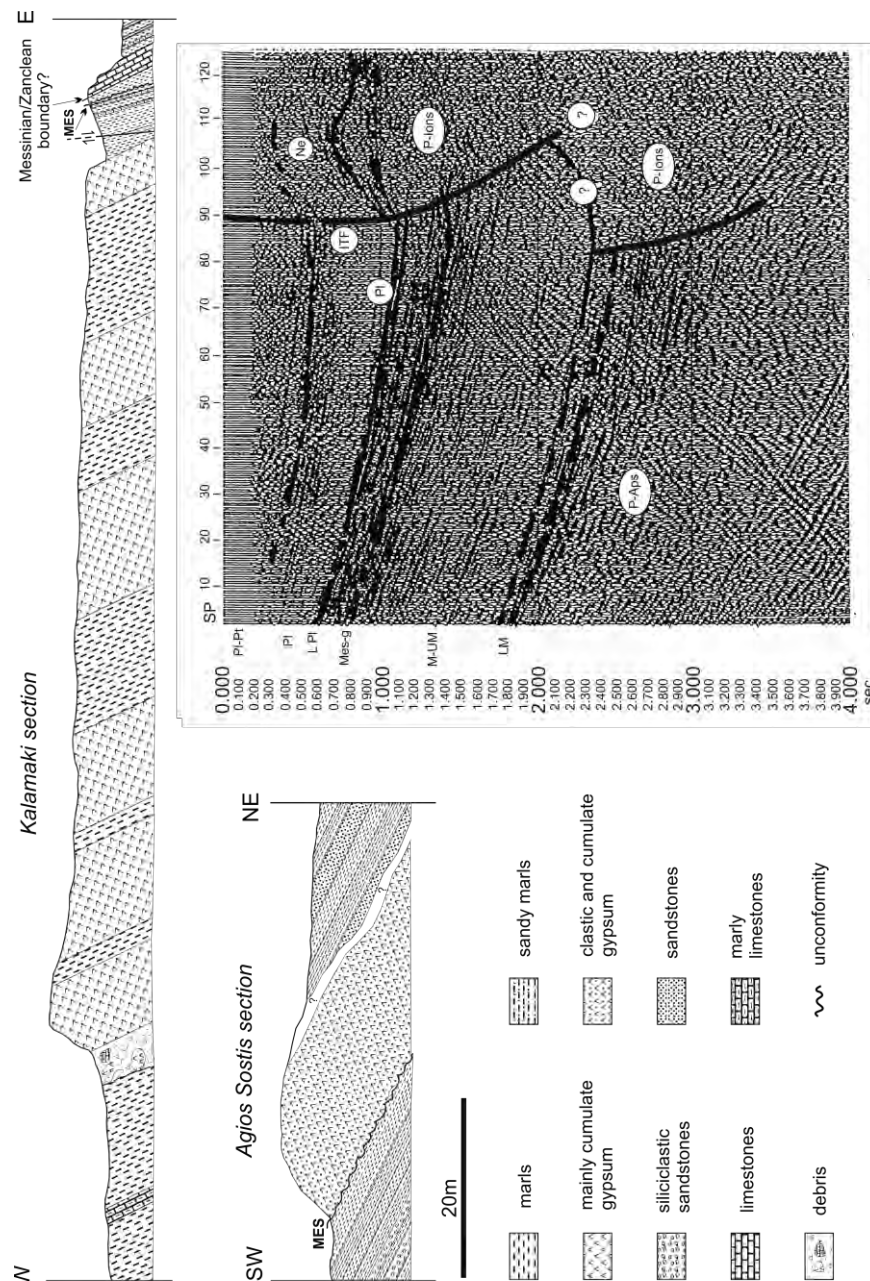 Kalamaki section
W
E
Messinian/Zanclean
boundary?
MES
Agios Sostis section
SW
NE
MES
?
?
20m
marls
sandy marls
mainly cumulate
gypsum
clastic and cumulate
gypsum
siliciclastic
sandstones
sandstones
limestones
marly
limestones
debris
unconformity
SP
10
20
30
40
50
60
70
80
90
100
110
120
0.000
0.100
0.200
0.300
0.400
0.500
0.600
0.700
0.800
0.900
1.000
1.100
1.200
1.300
1.400
1.500
1.600
1.700
1.800
1.900
2.000
2.100
2.200
2.300
2.400
2.500
2.600
2.700
2.800
2.900
3.000
3.100
3.200
3.300
3.400
3.500
3.600
3.700
3.800
3.900
4.000
sec
Pl-Pt
Pl
L Pl
Mes-g
M-UM
LM
Ne
ITF
Pl
P-Ions
?
?
P-Ions
P-Aps